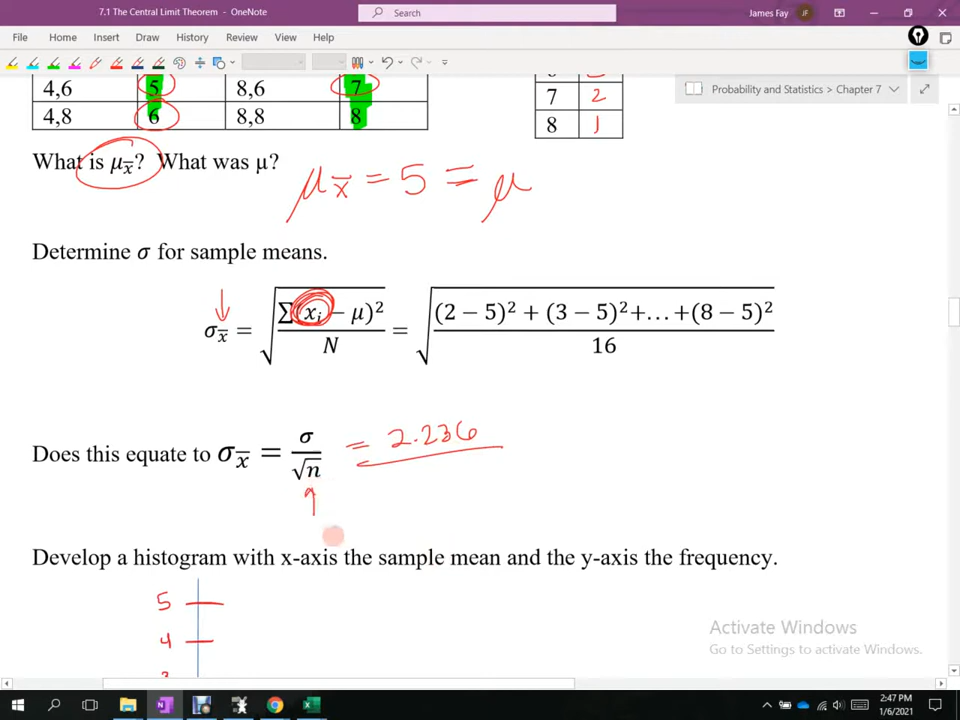 7.1 The Central Limit Theorem - OneNote
Search
James Fay JF
File Home Insert Draw History Review View Help
Probability and Statistics > Chapter 7
4,6 5 8,6 7
4,8 6 8,8 8
7 2
8 1
What is μx̅? What was μ?
μx̅ = 5 = μ
Determine σ for sample means.
σx̅ = √(∑(xᵢ − μ)²/N) = √((2 − 5)² + (3 − 5)²+…+(8 − 5)²/16)
Does this equate to σx̅ = σ/√n = 2.236
Develop a histogram with x-axis the sample mean and the y-axis the frequency.
5
4
Activate Windows
Go to Settings to activate Windows.
2:47 PM
1/6/2021